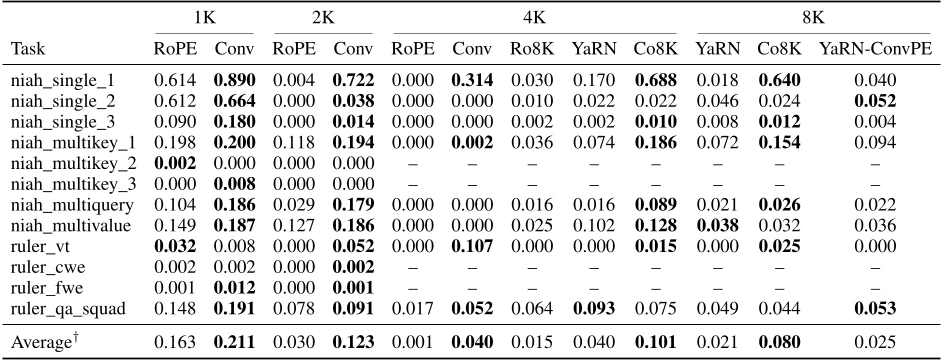 1K 2K 4K 8K
Task RoPE Conv RoPE Conv RoPE Conv Ro8K YaRN Co8K YaRN Co8K YaRN-ConvPE
niah_single_1 0.614 0.890 0.004 0.722 0.000 0.314 0.030 0.170 0.688 0.018 0.640 0.040
niah_single_2 0.612 0.664 0.000 0.038 0.000 0.000 0.010 0.022 0.022 0.046 0.024 0.052
niah_single_3 0.090 0.180 0.000 0.014 0.000 0.000 0.002 0.002 0.010 0.008 0.012 0.004
niah_multikey_1 0.198 0.200 0.118 0.194 0.000 0.002 0.036 0.074 0.186 0.072 0.154 0.094
niah_multikey_2 0.002 0.000 0.000 0.000 – – – – – – – –
niah_multikey_3 0.000 0.008 0.000 0.000 – – – – – – – –
niah_multiquery 0.104 0.186 0.029 0.179 0.000 0.000 0.016 0.016 0.089 0.021 0.026 0.022
niah_multivalue 0.149 0.187 0.127 0.186 0.000 0.000 0.025 0.102 0.128 0.038 0.032 0.036
ruler_vt 0.032 0.008 0.000 0.052 0.000 0.107 0.000 0.000 0.015 0.000 0.025 0.000
ruler_cwe 0.002 0.002 0.000 0.002 – – – – – – – –
ruler_fwe 0.001 0.012 0.000 0.001 – – – – – – – –
ruler_qa_squad 0.148 0.191 0.078 0.091 0.017 0.052 0.064 0.093 0.075 0.049 0.044 0.053
Average† 0.163 0.211 0.030 0.123 0.001 0.040 0.015 0.040 0.101 0.021 0.080 0.025